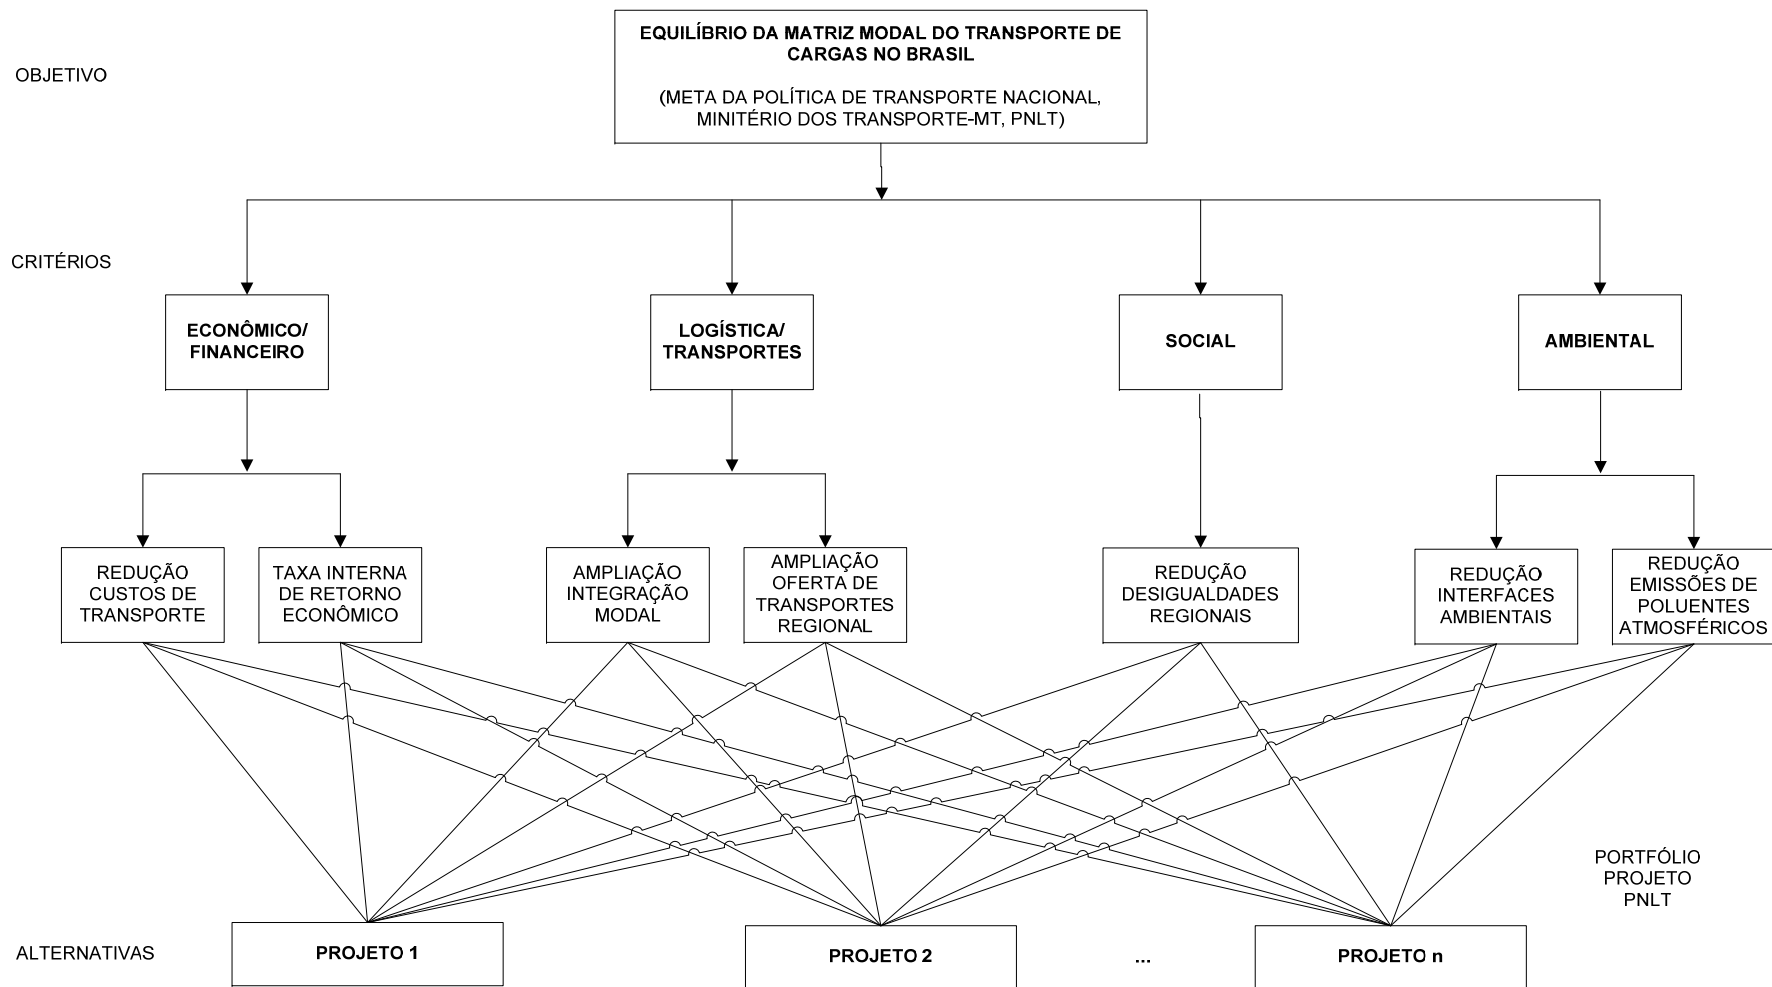 EQUILÍBRIO DA MATRIZ MODAL DO TRANSPORTE DE
CARGAS NO BRASIL
(META DA POLÍTICA DE TRANSPORTE NACIONAL,
MINITÉRIO DOS TRANSPORTE-MT, PNLT)
OBJETIVO
CRITÉRIOS
ECONÔMICO/
FINANCEIRO
LOGÍSTICA/
TRANSPORTES
SOCIAL
AMBIENTAL
REDUÇÃO
CUSTOS DE
TRANSPORTE
TAXA INTERNA
DE RETORNO
ECONÔMICO
AMPLIAÇÃO
INTEGRAÇÃO
MODAL
AMPLIAÇÃO
OFERTA DE
TRANSPORTES
REGIONAL
REDUÇÃO
DESIGUALDADES
REGIONAIS
REDUÇÃO
INTERFACES
AMBIENTAIS
REDUÇÃO
EMISSÕES DE
POLUENTES
ATMOSFÉRICOS
PORTFÓLIO
PROJETO
PNLT
ALTERNATIVAS
PROJETO 1
PROJETO 2
...
PROJETO n